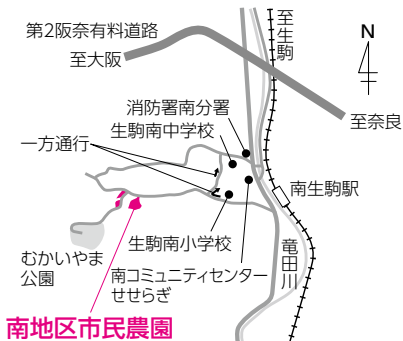 第2阪奈有料道路
至大阪
至生駒
N
消防署南分署
生駒南中学校
至奈良
一方通行
南生駒駅
生駒南小学校
むかいやま
公園
南コミュニティセンター
せせらぎ
竜田川
南地区市民農園